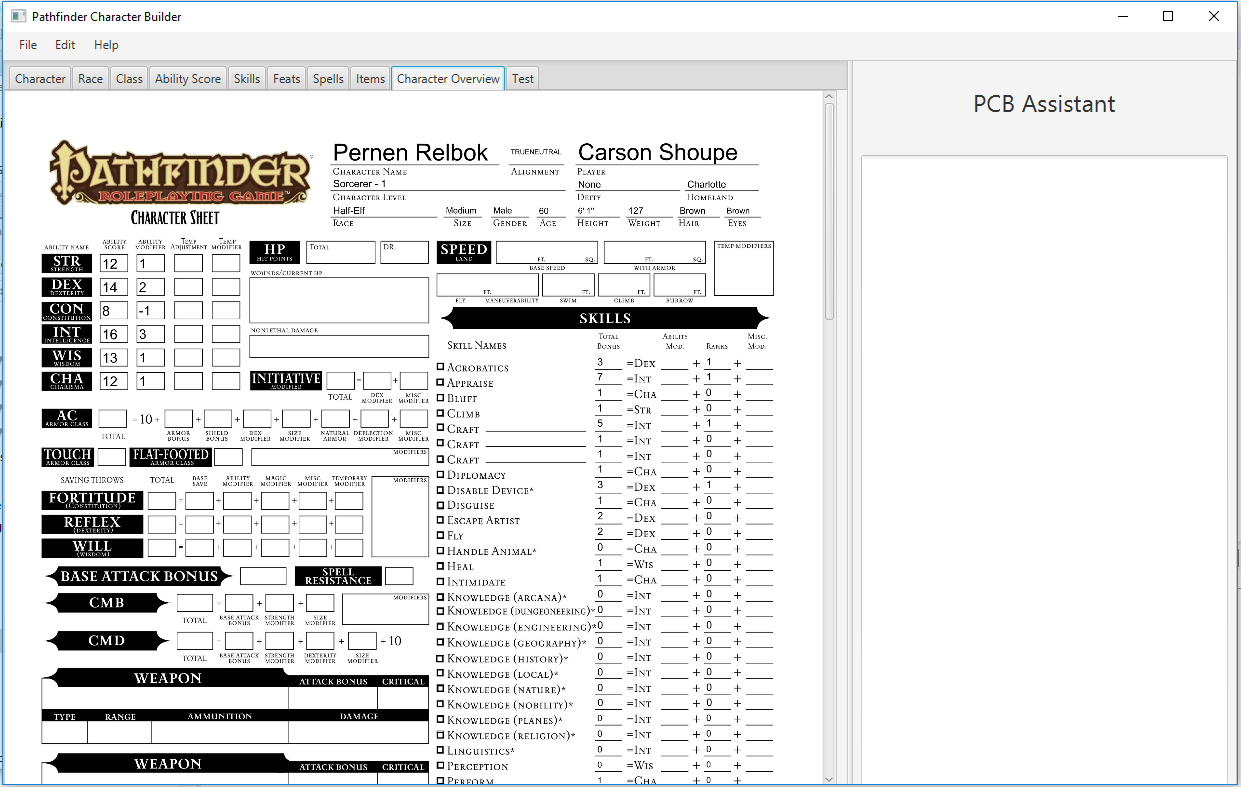 Pathfinder Character Builder
File Edit Help
Character Race Class Ability Score Skills Feats Spells Items Character Overview Test
PCB Assistant
PATHFINDER
ROLEPLAYING GAME™
CHARACTER SHEET
Pernen Relbok TRUENEUTRAL Carson Shoupe
CHARACTER NAME ALIGNMENT PLAYER
Sorcerer - 1 None Charlotte
CHARACTER LEVEL DEITY HOMELAND
Half-Elf Medium Male 60 6' 1" 127 Brown Brown
RACE SIZE GENDER AGE HEIGHT WEIGHT HAIR EYES
ABILITY NAME ABILITY SCORE ABILITY MODIFIER TEMP ADJUSTMENT TEMP MODIFIER
STR STRENGTH 12 1
DEX DEXTERITY 14 2
CON CONSTITUTION 8 -1
INT INTELLIGENCE 16 3
WIS WISDOM 13 1
CHA CHARISMA 12 1
HP HIT POINTS TOTAL DR
WOUNDS/CURRENT HP
NONLETHAL DAMAGE
INITIATIVE MODIFIER = +
TOTAL DEX MODIFIER MISC MODIFIER
SPEED LAND FT. SQ. FT. SQ. TEMP MODIFIERS
BASE SPEED WITH ARMOR
FT. FT. FT. FT.
FLY MANEUVERABILITY SWIM CLIMB BURROW
AC ARMOR CLASS = 10 + + + + + +
TOTAL ARMOR BONUS SHIELD BONUS DEX MODIFIER SIZE MODIFIER NATURAL ARMOR DEFLECTION MODIFIER MISC MODIFIER
TOUCH ARMOR CLASS FLAT-FOOTED ARMOR CLASS MODIFIERS
SAVING THROWS TOTAL BASE SAVE ABILITY MODIFIER MAGIC MODIFIER MISC MODIFIER TEMPORARY MODIFIER MODIFIERS
FORTITUDE (CONSTITUTION) = + + + +
REFLEX (DEXTERITY) = + + + +
WILL (WISDOM) = + + + +
BASE ATTACK BONUS SPELL RESISTANCE
CMB = + + MODIFIERS
TOTAL BASE ATTACK BONUS STRENGTH MODIFIER SIZE MODIFIER
CMD = + + + + 10
TOTAL BASE ATTACK BONUS STRENGTH MODIFIER DEXTERITY MODIFIER SIZE MODIFIER
WEAPON ATTACK BONUS CRITICAL
TYPE RANGE AMMUNITION DAMAGE
WEAPON ATTACK BONUS CRITICAL
SKILLS
SKILL NAMES TOTAL BONUS ABILITY MOD. RANKS MISC. MOD.
ACROBATICS 3 =DEX + 1 +
APPRAISE 7 =INT + 1 +
BLUFF 1 =CHA + 0 +
CLIMB 1 =STR + 0 +
CRAFT 5 =INT + 1 +
CRAFT 1 =INT + 0 +
CRAFT 1 =INT + 0 +
DIPLOMACY 1 =CHA + 0 +
DISABLE DEVICE* 3 =DEX + 1 +
DISGUISE 1 =CHA + 0 +
ESCAPE ARTIST 2 =DEX + 0 +
FLY 2 =DEX + 0 +
HANDLE ANIMAL* 0 =CHA + 0 +
HEAL 1 =WIS + 0 +
INTIMIDATE 1 =CHA + 0 +
KNOWLEDGE (ARCANA)* 0 =INT + 0 +
KNOWLEDGE (DUNGEONEERING)* 0 =INT + 0 +
KNOWLEDGE (ENGINEERING)* 0 =INT + 0 +
KNOWLEDGE (GEOGRAPHY)* 0 =INT + 0 +
KNOWLEDGE (HISTORY)* 0 =INT + 0 +
KNOWLEDGE (LOCAL)* 0 =INT + 0 +
KNOWLEDGE (NATURE)* 0 =INT + 0 +
KNOWLEDGE (NOBILITY)* 0 =INT + 0 +
KNOWLEDGE (PLANES)* 0 =INT + 0 +
KNOWLEDGE (RELIGION)* 0 =INT + 0 +
LINGUISTICS* 0 =INT + 0 +
PERCEPTION 0 =WIS + 0 +
PERFORM 1 =CHA + 0 +